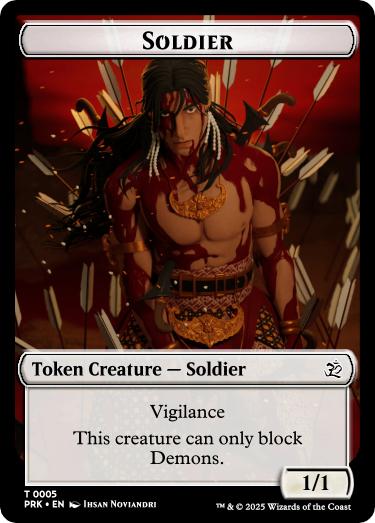 SOLDIER
Token Creature — Soldier
Vigilance
This creature can only block
Demons.
1/1
T 0005
PRK • EN IHSAN NOVIANDRI
™ & © 2025 Wizards of the Coast